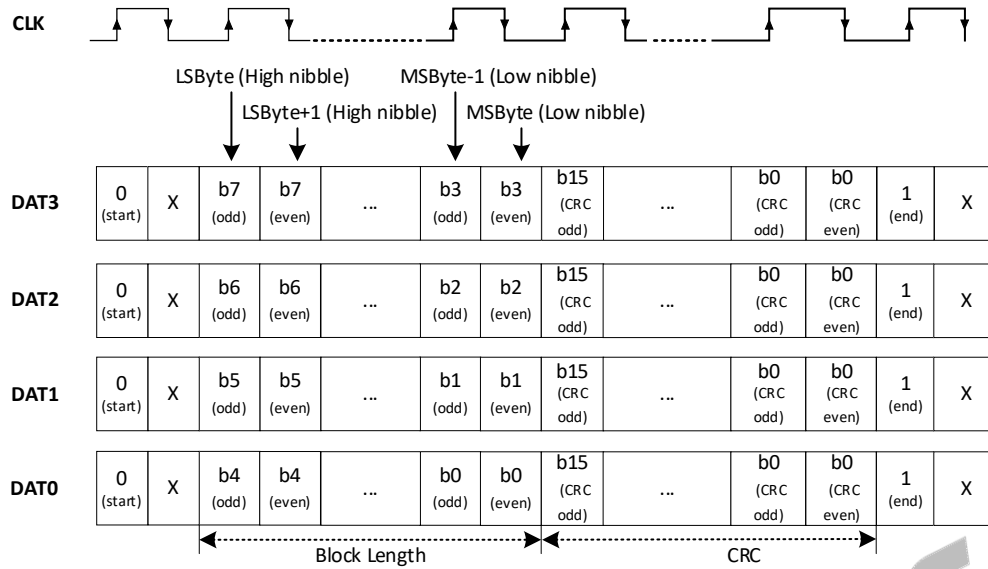 CLK
LSByte (High nibble)
MSByte-1 (Low nibble)
LSByte+1 (High nibble)
MSByte (Low nibble)
DAT3
0
(start)
X
b7
(odd)
b7
(even)
...
b3
(odd)
b3
(even)
b15
(CRC
odd)
...
b0
(CRC
odd)
b0
(CRC
even)
1
(end)
X
DAT2
0
(start)
X
b6
(odd)
b6
(even)
...
b2
(odd)
b2
(even)
b15
(CRC
odd)
...
b0
(CRC
odd)
b0
(CRC
even)
1
(end)
X
DAT1
0
(start)
X
b5
(odd)
b5
(even)
...
b1
(odd)
b1
(even)
b15
(CRC
odd)
...
b0
(CRC
odd)
b0
(CRC
even)
1
(end)
X
DAT0
0
(start)
X
b4
(odd)
b4
(even)
...
b0
(odd)
b0
(even)
b15
(CRC
odd)
...
b0
(CRC
odd)
b0
(CRC
even)
1
(end)
X
Block Length
CRC